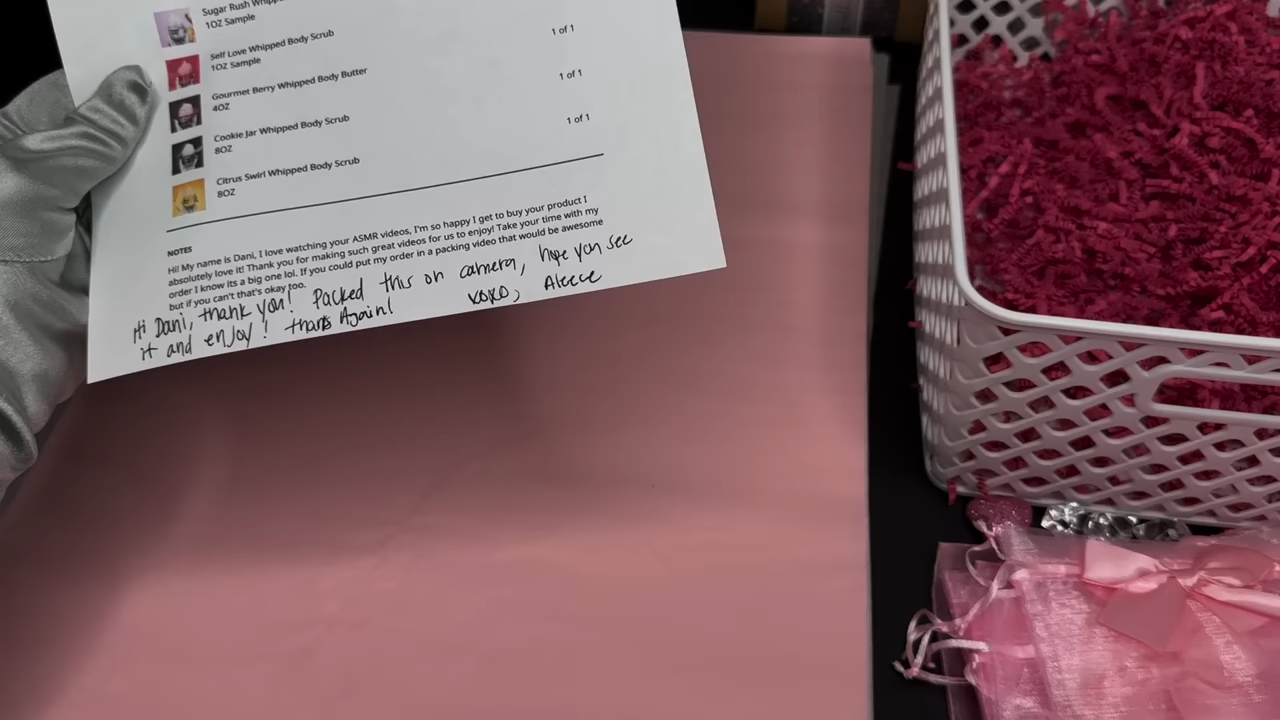 Sugar Rush Whipped
1OZ Sample
Self Love Whipped Body Scrub
1OZ Sample
1 of 1
Gourmet Berry Whipped Body Butter
4OZ
1 of 1
Cookie Jar Whipped Body Scrub
8OZ
1 of 1
Citrus Swirl Whipped Body Scrub
8OZ
NOTES
Hi! My name is Dani, I love watching your ASMR videos, I'm so happy I get to buy your product I
absolutely love it! Thank you for making such great videos for us to enjoy! Take your time with my
order I know its a big one lol. If you could put my order in a packing video that would be awesome
but if you can't that's okay too.
Hi Dani, thank you! Packed this on camera, hope you see
it and enjoy! thanks Again! xoxo, Aleece